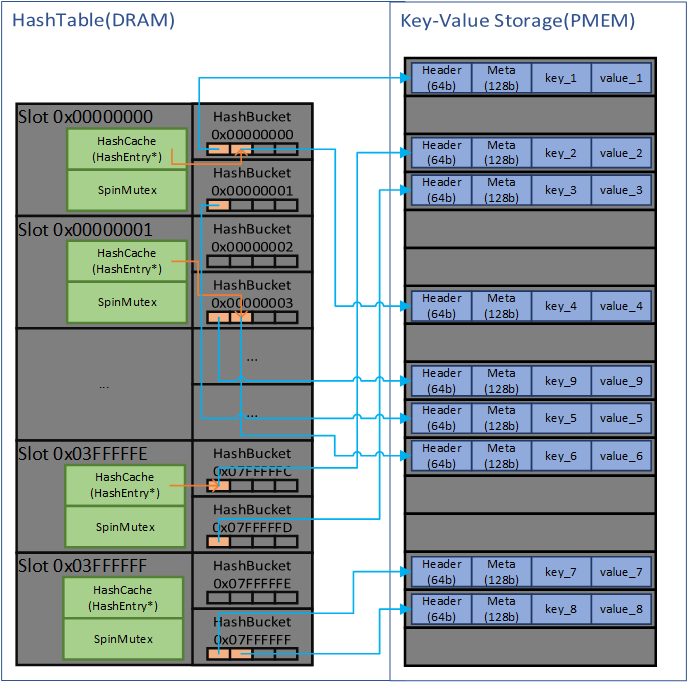 HashTable(DRAM)
Key-Value Storage(PMEM)
Slot 0x00000000
HashCache
(HashEntry*)
SpinMutex
HashBucket
0x00000000
HashBucket
0x00000001
Slot 0x00000001
HashCache
(HashEntry*)
SpinMutex
HashBucket
0x00000002
HashBucket
0x00000003
...
...
...
Slot 0x03FFFFFE
HashCache
(HashEntry*)
SpinMutex
HashBucket
0x07FFFFFC
HashBucket
0x07FFFFFD
Slot 0x03FFFFFF
HashCache
(HashEntry*)
SpinMutex
HashBucket
0x07FFFFFE
HashBucket
0x07FFFFFF
Header
(64b)
Meta
(128b)
key_1
value_1
Header
(64b)
Meta
(128b)
key_2
value_2
Header
(64b)
Meta
(128b)
key_3
value_3
Header
(64b)
Meta
(128b)
key_4
value_4
Header
(64b)
Meta
(128b)
key_9
value_9
Header
(64b)
Meta
(128b)
key_5
value_5
Header
(64b)
Meta
(128b)
key_6
value_6
Header
(64b)
Meta
(128b)
key_7
value_7
Header
(64b)
Meta
(128b)
key_8
value_8